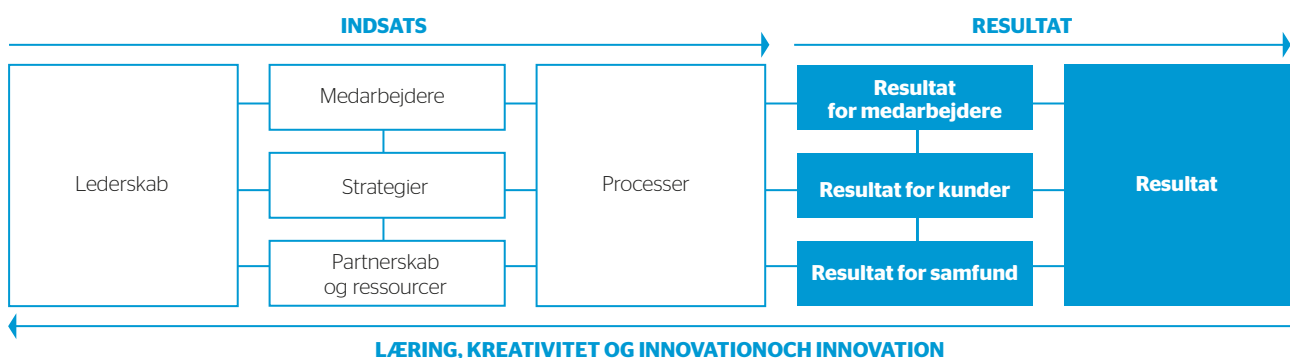 INDSATS
RESULTAT
Lederskab
Medarbejdere
Strategier
Partnerskab
og ressourcer
Processer
Resultat
for medarbejdere
Resultat for kunder
Resultat for samfund
Resultat
LÆRING, KREATIVITET OG INNOVATIONOCH INNOVATION